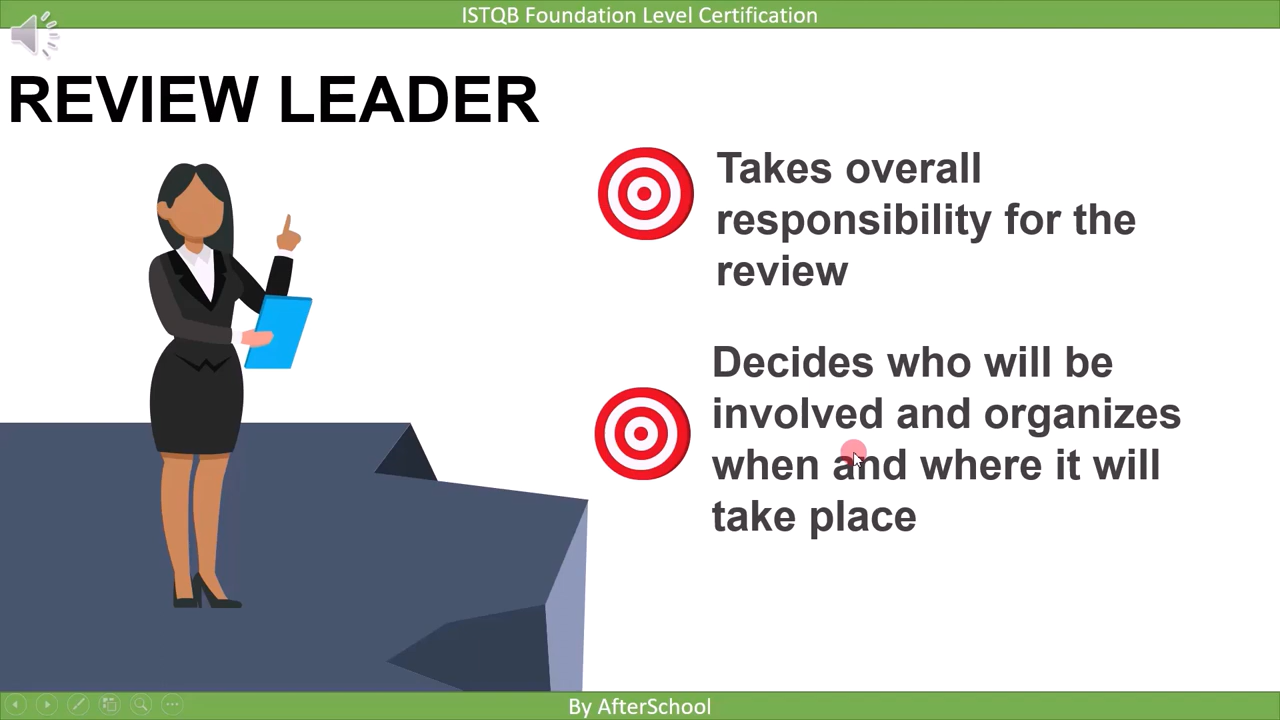 ISTQB Foundation Level Certification
REVIEW LEADER
Takes overall
responsibility for the
review
Decides who will be
involved and organizes
when and where it will
take place
By AfterSchool